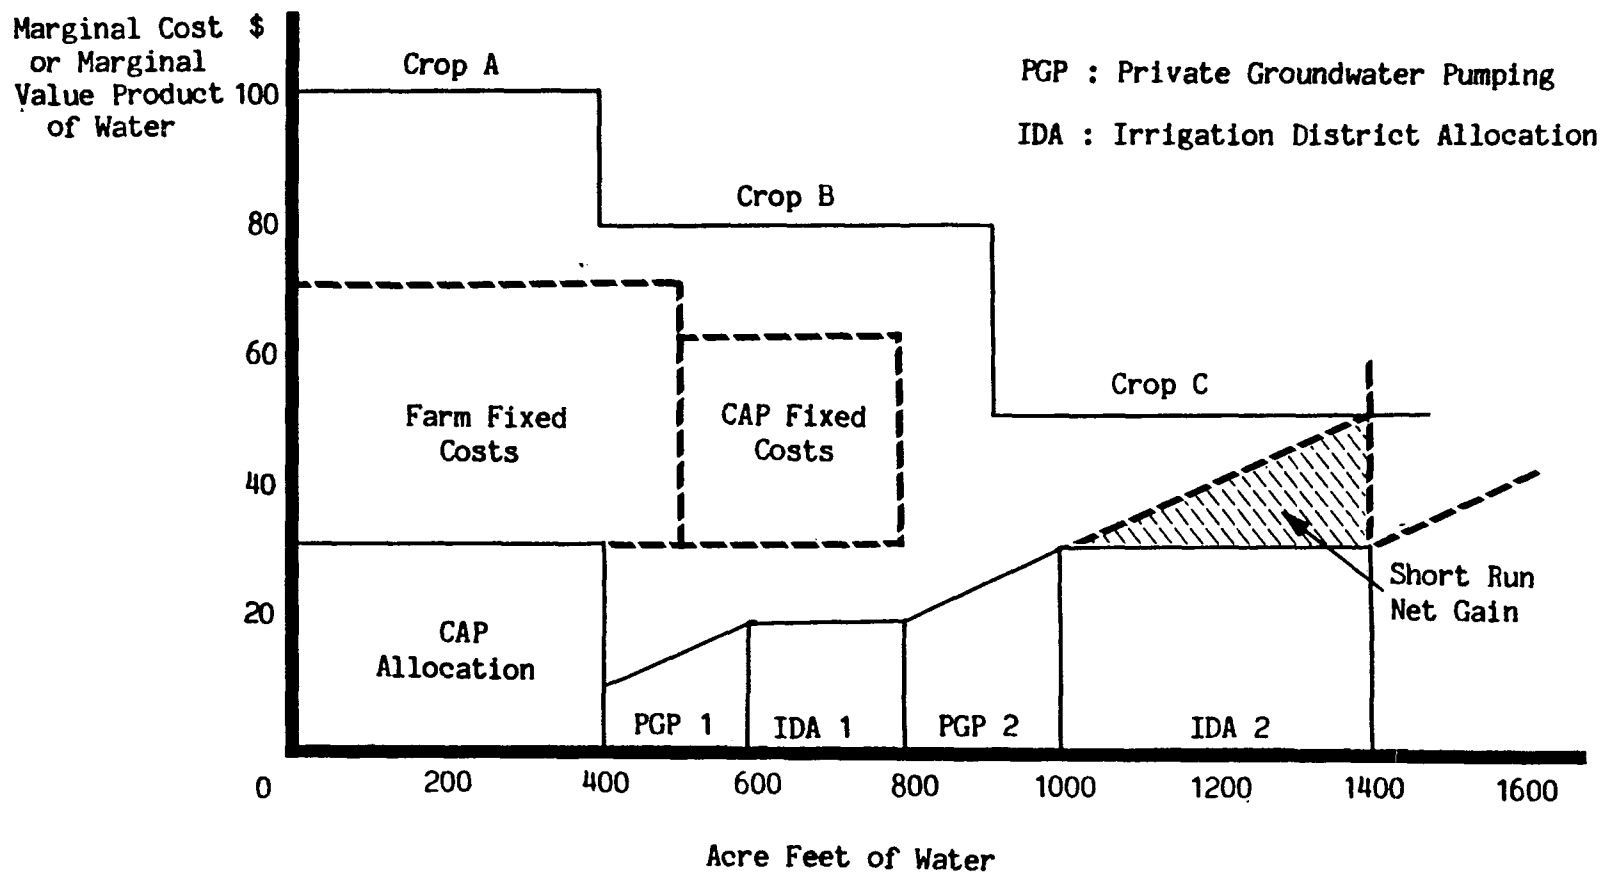 Marginal Cost $
or Marginal
Value Product
of Water
100
80
60
40
20
0
Crop A
Crop B
Crop C
PGP : Private Groundwater Pumping
IDA : Irrigation District Allocation
Farm Fixed
Costs
CAP Fixed
Costs
CAP
Allocation
PGP 1
IDA 1
PGP 2
IDA 2
Short Run
Net Gain
200
400
600
800
1000
1200
1400
1600
Acre Feet of Water